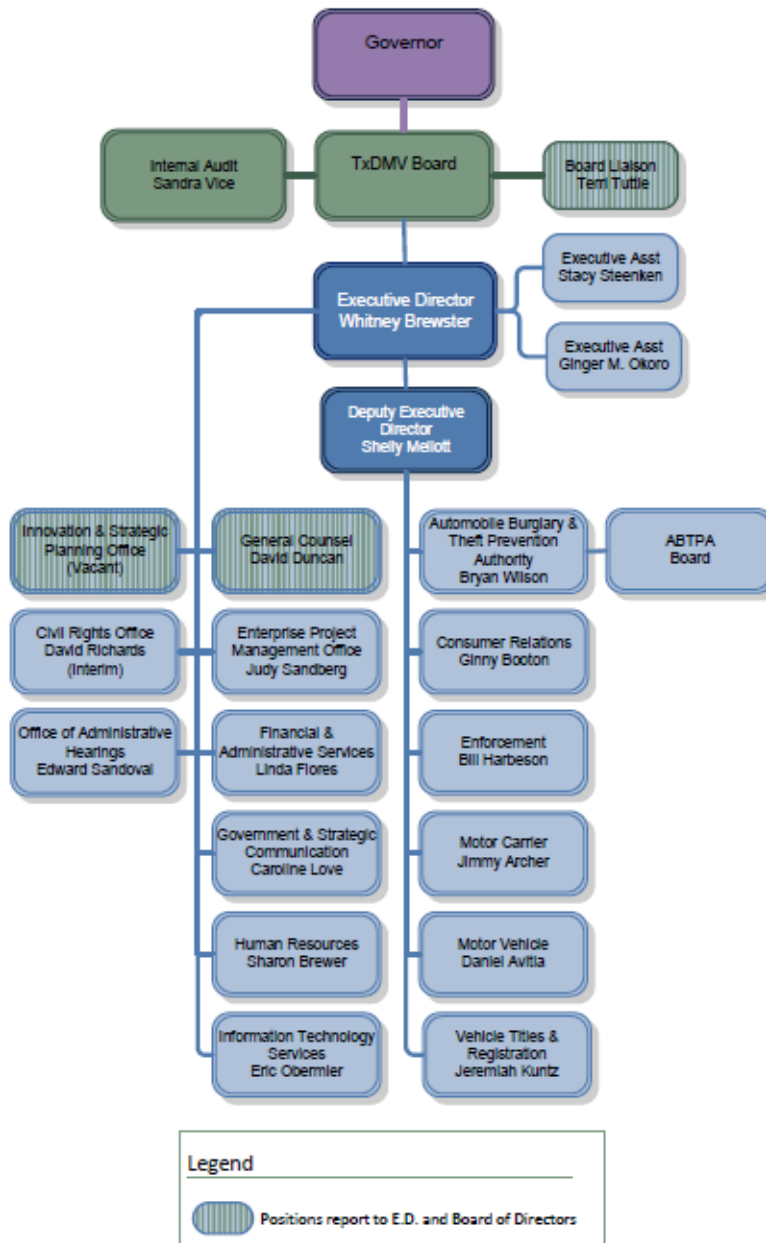 Governor
Internal Audit
Sandra Vice
TxDMV Board
Board Liaison
Terri Tuttle
Executive Director
Whitney Brewster
Executive Asst
Stacy Steenken
Executive Asst
Ginger M. Okoro
Deputy Executive
Director
Shelly Mellott
Innovation & Strategic
Planning Office
(Vacant)
General Counsel
David Duncan
Automobile Burglary &
Theft Prevention
Authority
Bryan Wilson
ABTPA
Board
Civil Rights Office
David Richards
(Interim)
Enterprise Project
Management Office
Judy Sandberg
Consumer Relations
Ginny Booton
Office of Administrative
Hearings
Edward Sandoval
Financial &
Administrative Services
Linda Flores
Enforcement
Bill Harbeson
Government & Strategic
Communication
Caroline Love
Motor Carrier
Jimmy Archer
Human Resources
Sharon Brewer
Motor Vehicle
Daniel Avitia
Information Technology
Services
Eric Obermier
Vehicle Titles &
Registration
Jeremiah Kuntz
Legend
Positions report to E.D. and Board of Directors